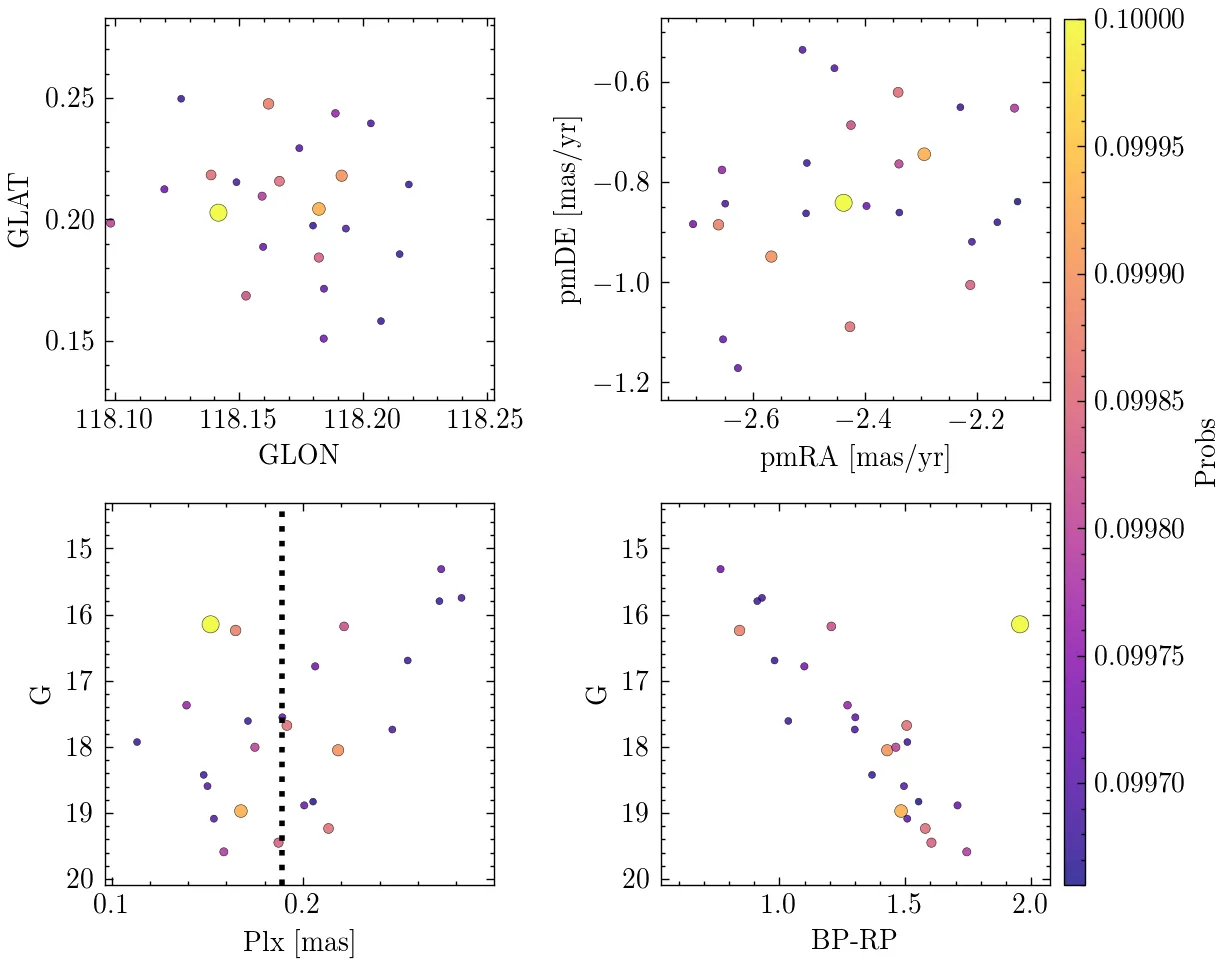 0.25
0.20
0.15
GLAT
118.10 118.15 118.20 118.25
GLON
−0.6
−0.8
−1.0
−1.2
pmDE [mas/yr]
−2.6 −2.4 −2.2
pmRA [mas/yr]
15
16
17
18
19
20
G
0.1 0.2
Plx [mas]
15
16
17
18
19
20
G
1.0 1.5 2.0
BP-RP
0.10000
0.09995
0.09990
0.09985
0.09980
0.09975
0.09970
Probs